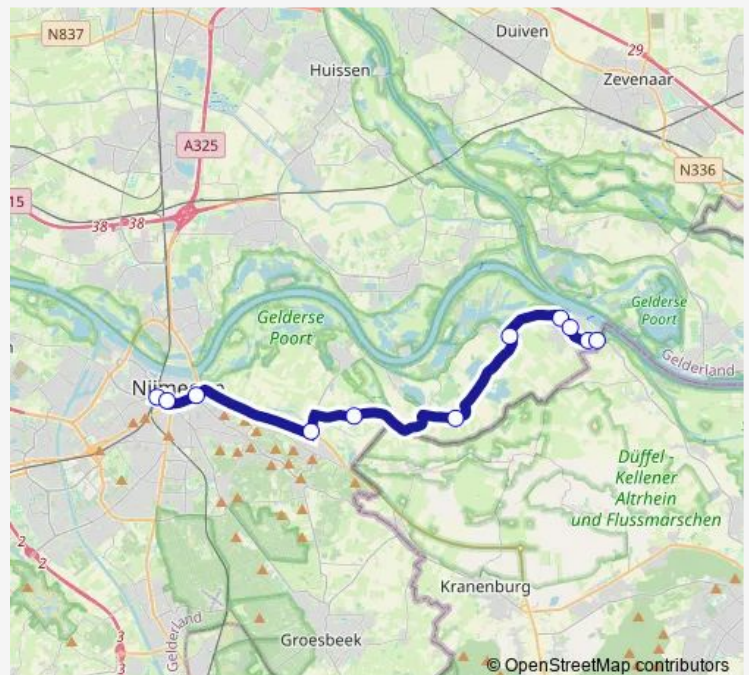 N837
Duiven
29
Huissen
Zevenaar
A325
N336
15
38
38
Gelderse
Poort
Gelderse
Poort
Gelderland
Düffel -
Kellener
Altrhein
und Flussmarschen
2
2
Kranenburg
Gelderland
3
3
Groesbeek
© OpenStreetMap contributors